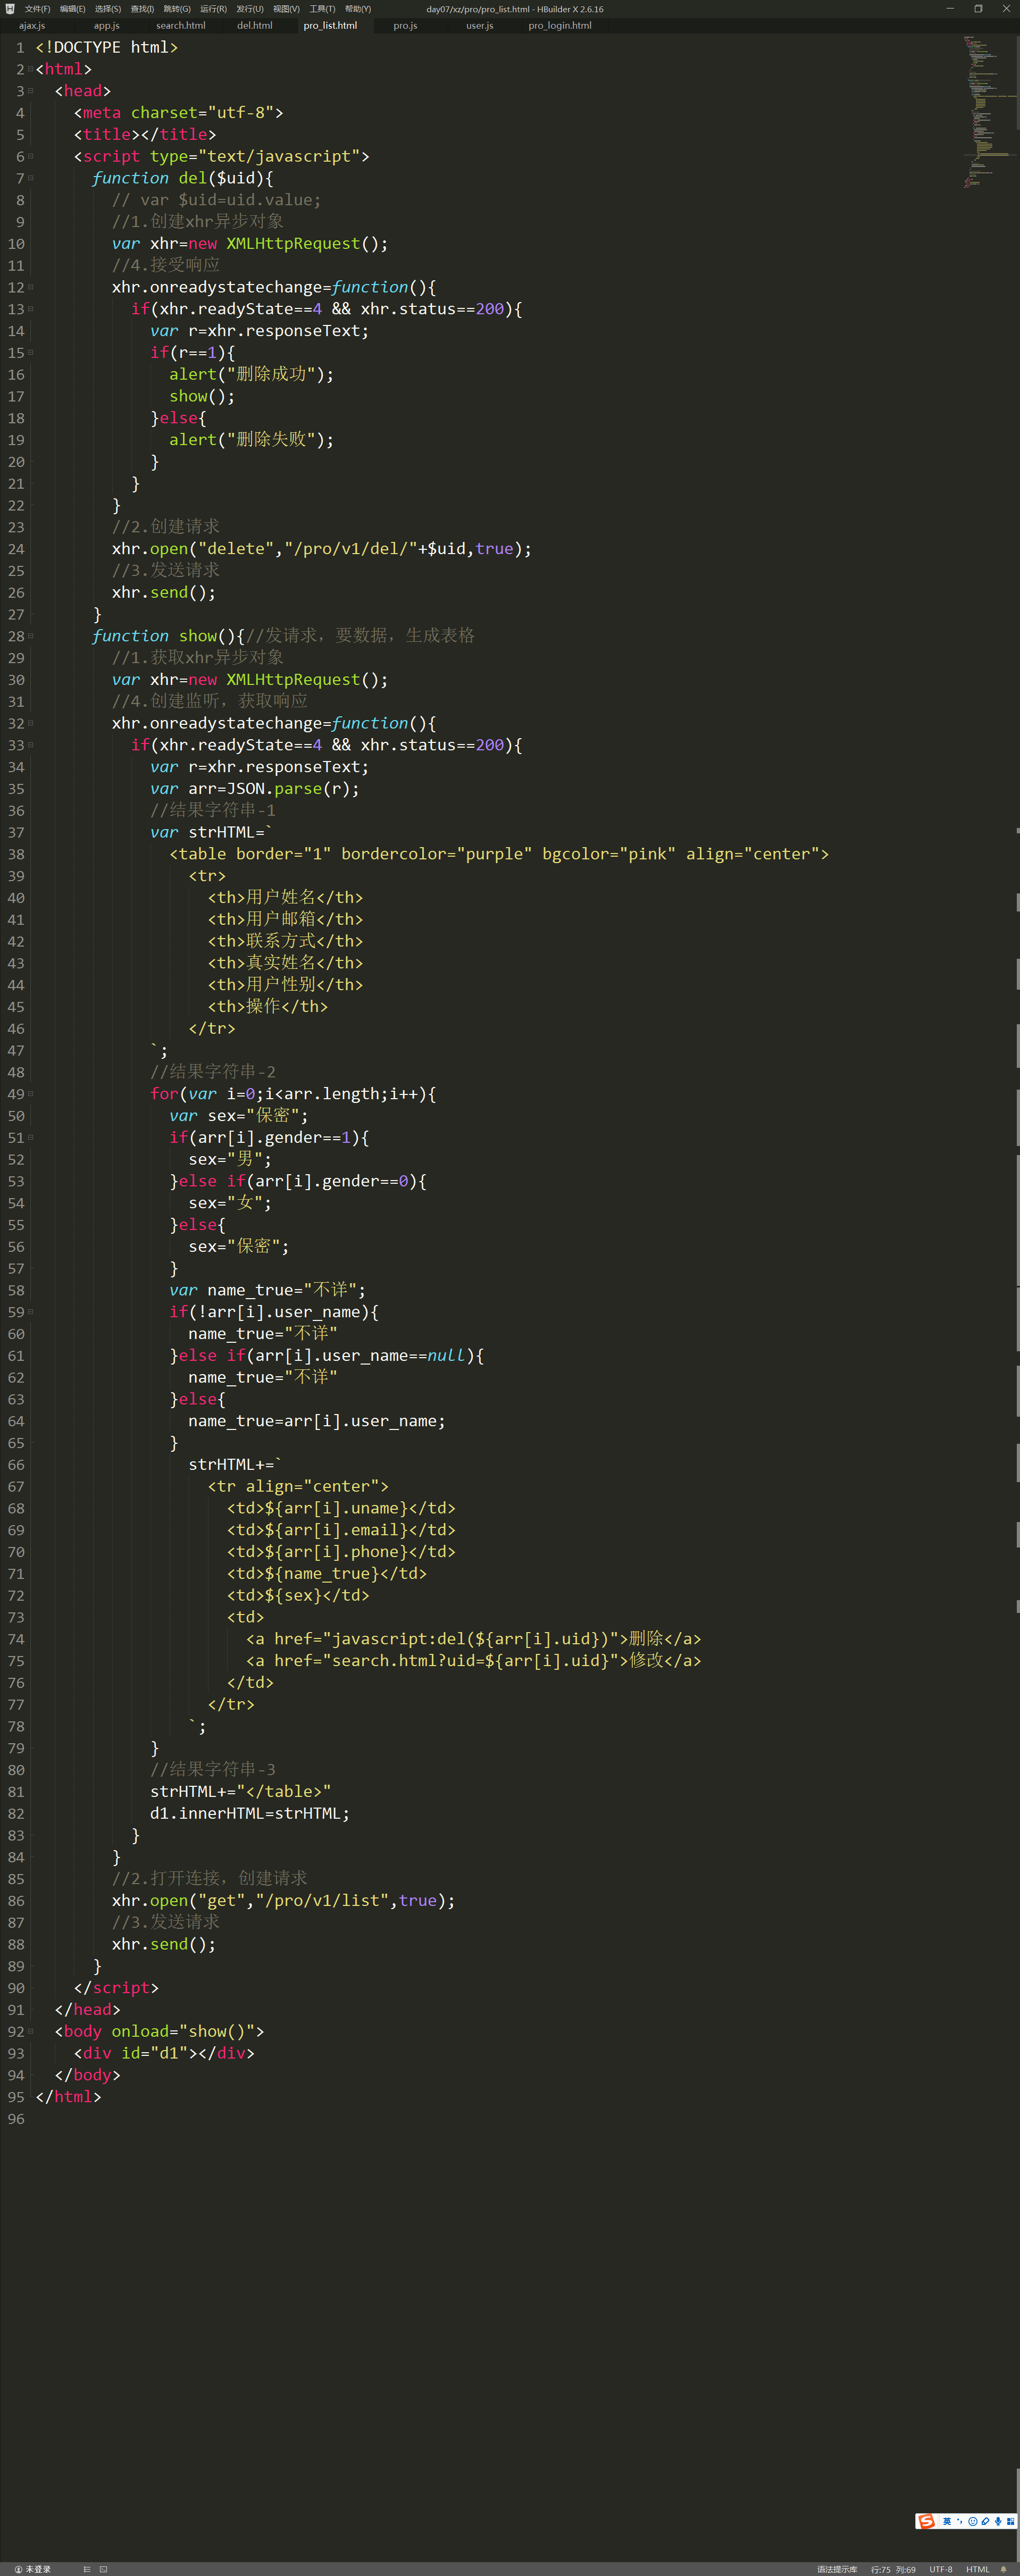 文件(F) 编辑(E) 选择(S) 查找(I) 跳转(G) 运行(R) 发行(U) 视图(V) 工具(T) 帮助(Y) day07/xz/pro/pro_list.html - HBuilder X 2.6.16
ajax.js app.js search.html del.html pro_list.html pro.js user.js pro_login.html
1 <!DOCTYPE html>
2 <html>
3 <head>
4 <meta charset="utf-8">
5 <title></title>
6 <script type="text/javascript">
7 function del($uid){
8 // var $uid=uid.value;
9 //1.创建xhr异步对象
10 var xhr=new XMLHttpRequest();
11 //4.接受响应
12 xhr.onreadystatechange=function(){
13 if(xhr.readyState==4 && xhr.status==200){
14 var r=xhr.responseText;
15 if(r==1){
16 alert("删除成功");
17 show();
18 }else{
19 alert("删除失败");
20 }
21 }
22 }
23 //2.创建请求
24 xhr.open("delete","/pro/v1/del/"+$uid,true);
25 //3.发送请求
26 xhr.send();
27 }
28 function show(){//发请求，要数据，生成表格
29 //1.获取xhr异步对象
30 var xhr=new XMLHttpRequest();
31 //4.创建监听，获取响应
32 xhr.onreadystatechange=function(){
33 if(xhr.readyState==4 && xhr.status==200){
34 var r=xhr.responseText;
35 var arr=JSON.parse(r);
36 //结果字符串-1
37 var strHTML=`
38 <table border="1" bordercolor="purple" bgcolor="pink" align="center">
39 <tr>
40 <th>用户姓名</th>
41 <th>用户邮箱</th>
42 <th>联系方式</th>
43 <th>真实姓名</th>
44 <th>用户性别</th>
45 <th>操作</th>
46 </tr>
47 `;
48 //结果字符串-2
49 for(var i=0;i<arr.length;i++){
50 var sex="保密";
51 if(arr[i].gender==1){
52 sex="男";
53 }else if(arr[i].gender==0){
54 sex="女";
55 }else{
56 sex="保密";
57 }
58 var name_true="不详";
59 if(!arr[i].user_name){
60 name_true="不详"
61 }else if(arr[i].user_name==null){
62 name_true="不详"
63 }else{
64 name_true=arr[i].user_name;
65 }
66 strHTML+=`
67 <tr align="center">
68 <td>${arr[i].uname}</td>
69 <td>${arr[i].email}</td>
70 <td>${arr[i].phone}</td>
71 <td>${name_true}</td>
72 <td>${sex}</td>
73 <td>
74 <a href="javascript:del(${arr[i].uid})">删除</a>
75 <a href="search.html?uid=${arr[i].uid}">修改</a>
76 </td>
77 </tr>
78 `;
79 }
80 //结果字符串-3
81 strHTML+="</table>"
82 d1.innerHTML=strHTML;
83 }
84 }
85 //2.打开连接，创建请求
86 xhr.open("get","/pro/v1/list",true);
87 //3.发送请求
88 xhr.send();
89 }
90 </script>
91 </head>
92 <body onload="show()">
93 <div id="d1"></div>
94 </body>
95 </html>
96
英
未登录 语法提示库 行:75 列:69 UTF-8 HTML